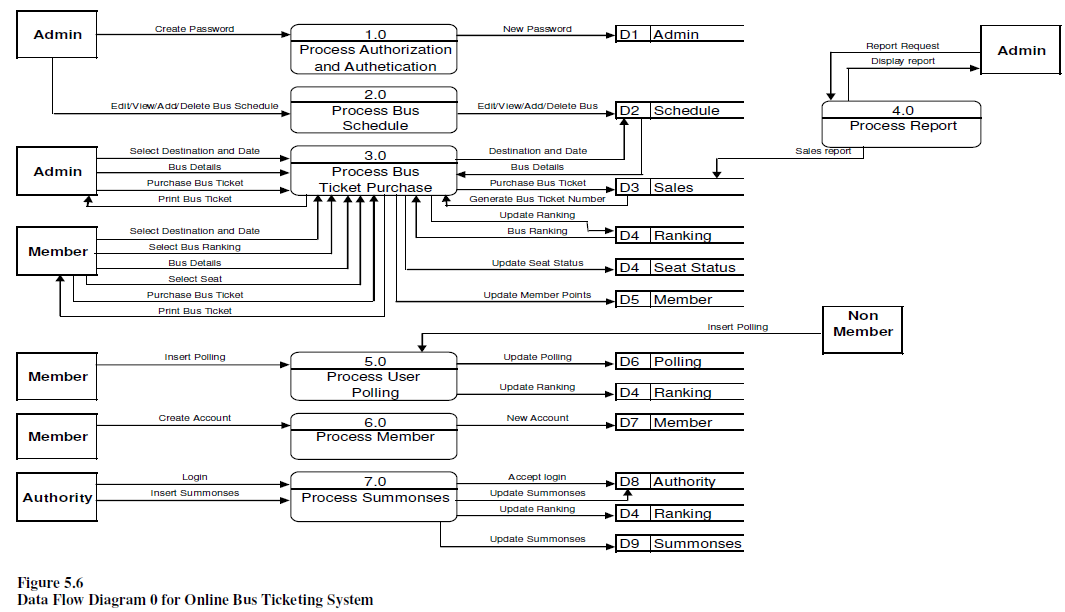 Admin
Create Password
1.0
Process Authorization
and Authetication
New Password
D1 Admin
Report Request
Display report
Admin
Edit/View/Add/Delete Bus Schedule
2.0
Process Bus
Schedule
Edit/View/Add/Delete Bus
D2 Schedule
4.0
Process Report
Sales report
Admin
Select Destination and Date
Bus Details
Purchase Bus Ticket
Print Bus Ticket
3.0
Process Bus
Ticket Purchase
Destination and Date
Bus Details
Purchase Bus Ticket
D3 Sales
Generate Bus Ticket Number
Update Ranking
Bus Ranking
D4 Ranking
Member
Select Destination and Date
Select Bus Ranking
Bus Details
Select Seat
Purchase Bus Ticket
Print Bus Ticket
Update Seat Status
D4 Seat Status
Update Member Points
D5 Member
Non
Member
Insert Polling
Member
Insert Polling
5.0
Process User
Polling
Update Polling
D6 Polling
Update Ranking
D4 Ranking
Member
Create Account
6.0
Process Member
New Account
D7 Member
Authority
Login
Insert Summonses
7.0
Process Summonses
Accept login
D8 Authority
Update Summonses
Update Ranking
D4 Ranking
Update Summonses
D9 Summonses
Figure 5.6
Data Flow Diagram 0 for Online Bus Ticketing System